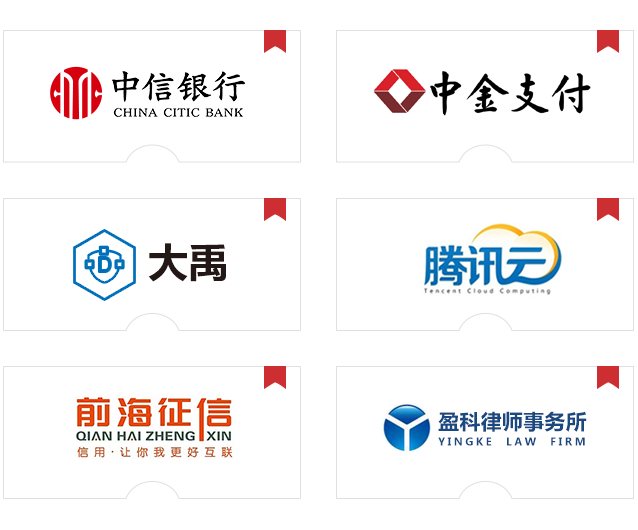 中信银行
CHINA CITIC BANK
中金支付
D
大禹
腾讯云
Tencent Cloud Computing
前海征信
QIAN HAI ZHENG XIN
信用·让你我更好互联
盈科律师事务所
YINGKE LAW FIRM